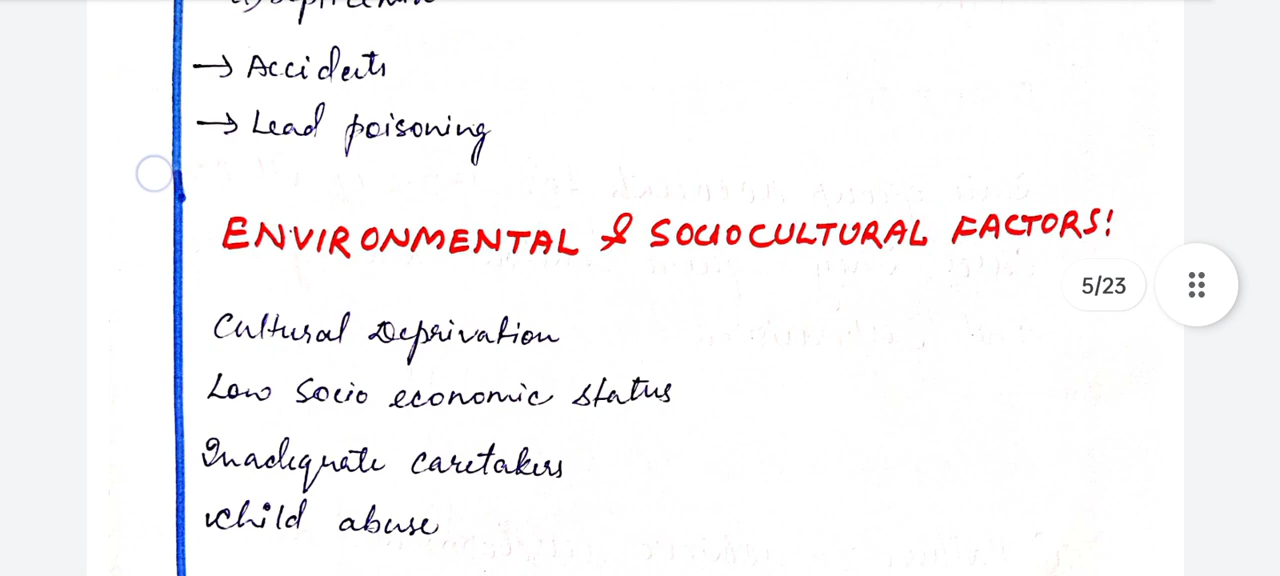 → Accidents
→ Lead poisoning
ENVIRONMENTAL & SOCIOCULTURAL FACTORS:
5/23
Cultural Deprivation
Low Socio economic status
Inadequate caretakers
Child abuse